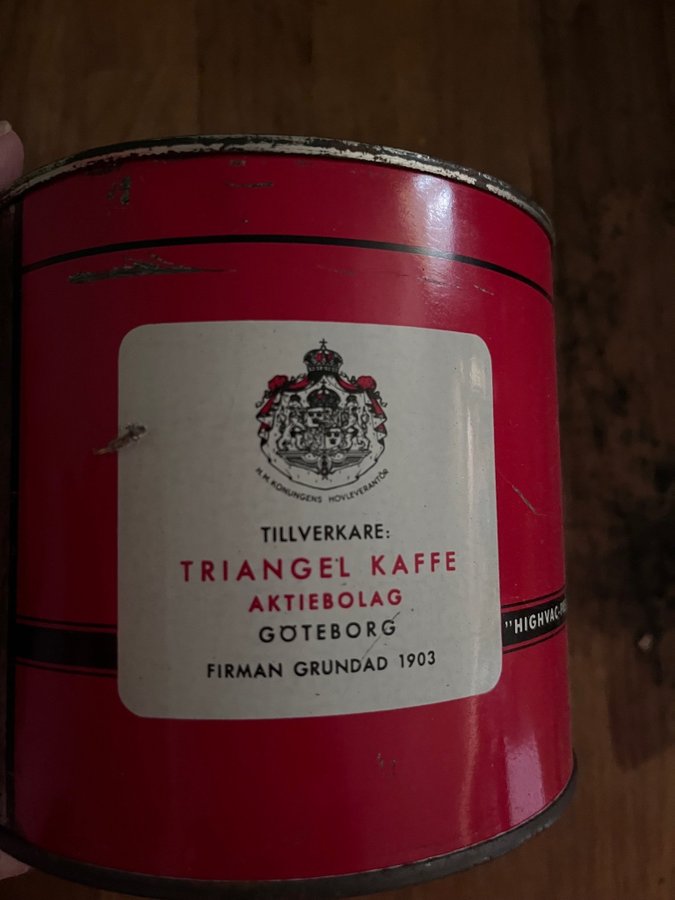 H. M. KONUNGENS HOVLEVERANTÖR
TILLVERKARE:
TRIANGEL KAFFE
AKTIEBOLAG
GÖTEBORG
FIRMAN GRUNDAD 1903
"HIGHVAC-